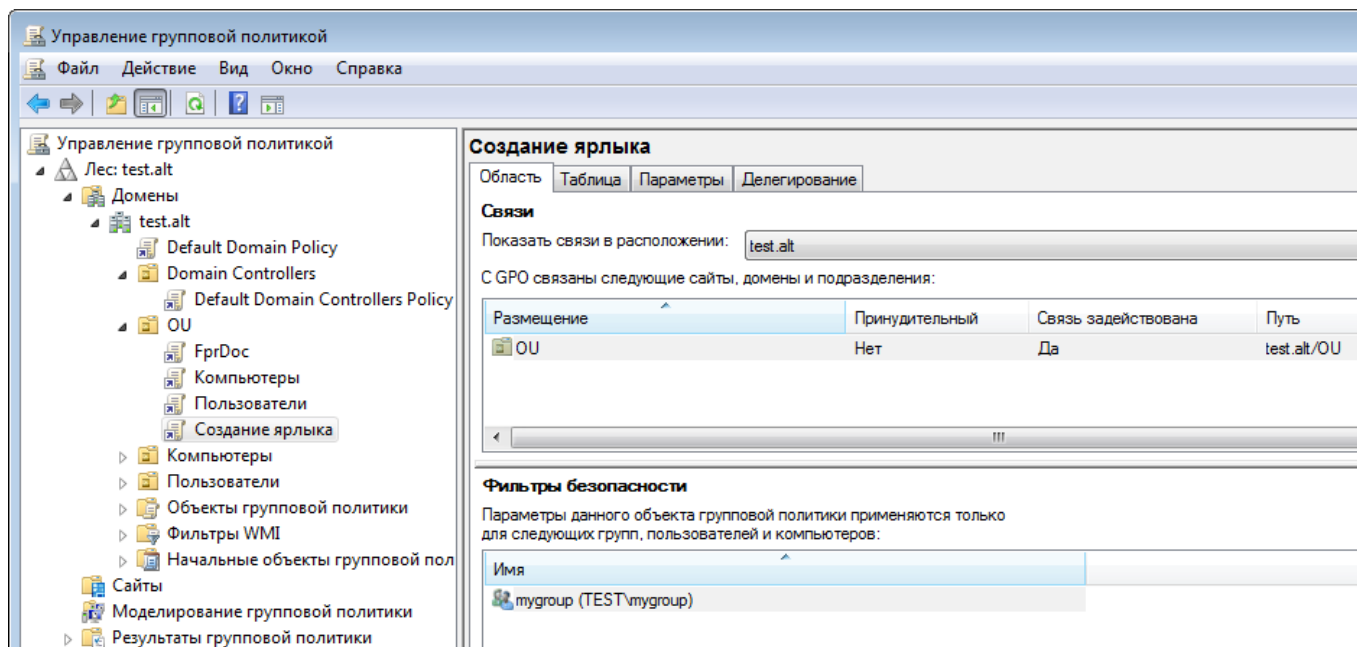 Управление групповой политикой
Файл Действие Вид Окно Справка
Управление групповой политикой
Лес: test.alt
Домены
test.alt
Default Domain Policy
Domain Controllers
Default Domain Controllers Policy
OU
FprDoc
Компьютеры
Пользователи
Создание ярлыка
Компьютеры
Пользователи
Объекты групповой политики
Фильтры WMI
Начальные объекты групповой пол
Сайты
Моделирование групповой политики
Результаты групповой политики
Создание ярлыка
Область Таблица Параметры Делегирование
Связи
Показать связи в расположении: test.alt
С GPO связаны следующие сайты, домены и подразделения:
Размещение Принудительный Связь задействована Путь
OU Нет Да test.alt/OU
Фильтры безопасности
Параметры данного объекта групповой политики применяются только
для следующих групп, пользователей и компьютеров:
Имя
mygroup (TEST\mygroup)